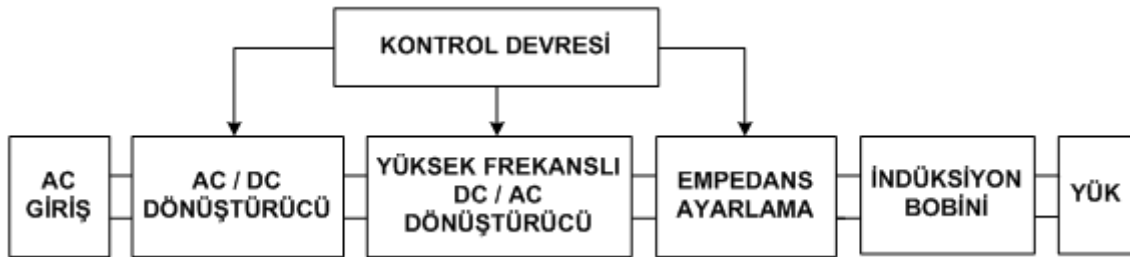 KONTROL DEVRESİ
AC
GİRİŞ
AC / DC
DÖNÜŞTÜRÜCÜ
YÜKSEK FREKANSLI
DC / AC
DÖNÜŞTÜRÜCÜ
EMPEDANS
AYARLAMA
İNDÜKSİYON
BOBİNİ
YÜK